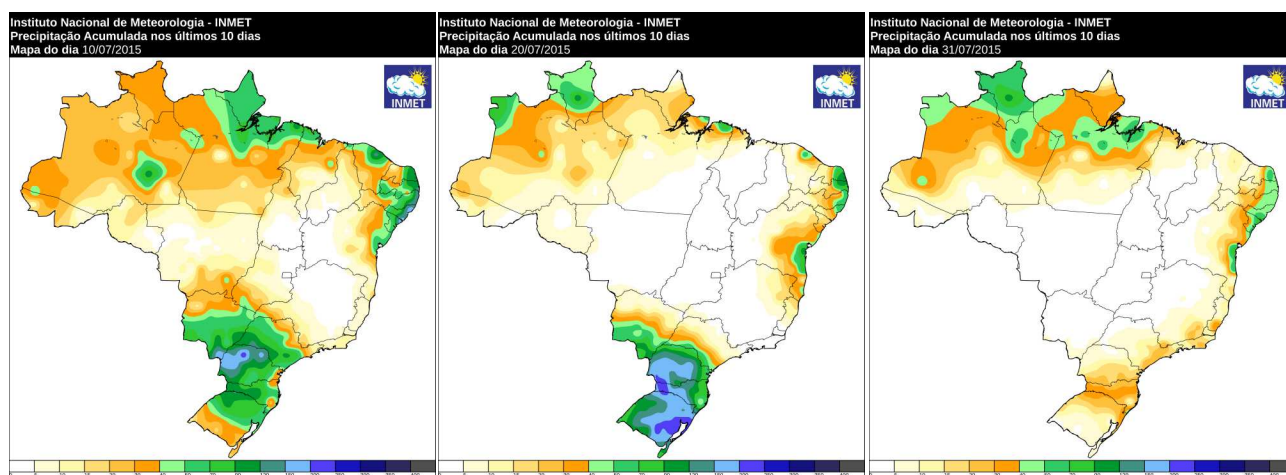 Instituto Nacional de Meteorologia - INMET
Precipitação Acumulada nos últimos 10 dias
Mapa do dia 10/07/2015
INMET
Instituto Nacional de Meteorologia - INMET
Precipitação Acumulada nos últimos 10 dias
Mapa do dia 20/07/2015
INMET
Instituto Nacional de Meteorologia - INMET
Precipitação Acumulada nos últimos 10 dias
Mapa do dia 31/07/2015
INMET